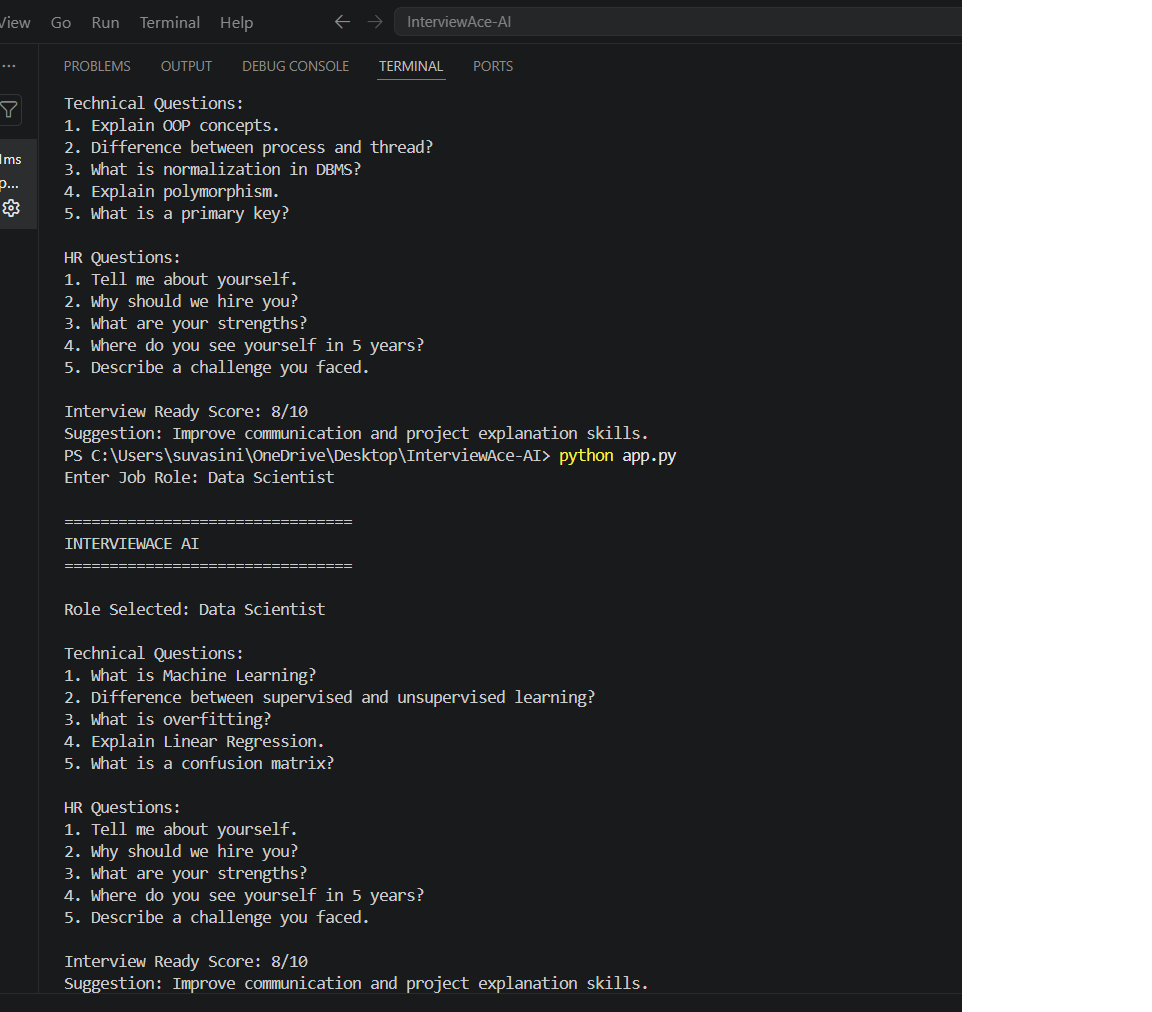 View Go Run Terminal Help ← → InterviewAce-AI
... PROBLEMS OUTPUT DEBUG CONSOLE TERMINAL PORTS
Technical Questions:
1. Explain OOP concepts.
2. Difference between process and thread?
3. What is normalization in DBMS?
4. Explain polymorphism.
5. What is a primary key?
HR Questions:
1. Tell me about yourself.
2. Why should we hire you?
3. What are your strengths?
4. Where do you see yourself in 5 years?
5. Describe a challenge you faced.
Interview Ready Score: 8/10
Suggestion: Improve communication and project explanation skills.
PS C:\Users\suvasini\OneDrive\Desktop\InterviewAce-AI> python app.py
Enter Job Role: Data Scientist
================================
INTERVIEWACE AI
================================
Role Selected: Data Scientist
Technical Questions:
1. What is Machine Learning?
2. Difference between supervised and unsupervised learning?
3. What is overfitting?
4. Explain Linear Regression.
5. What is a confusion matrix?
HR Questions:
1. Tell me about yourself.
2. Why should we hire you?
3. What are your strengths?
4. Where do you see yourself in 5 years?
5. Describe a challenge you faced.
Interview Ready Score: 8/10
Suggestion: Improve communication and project explanation skills.